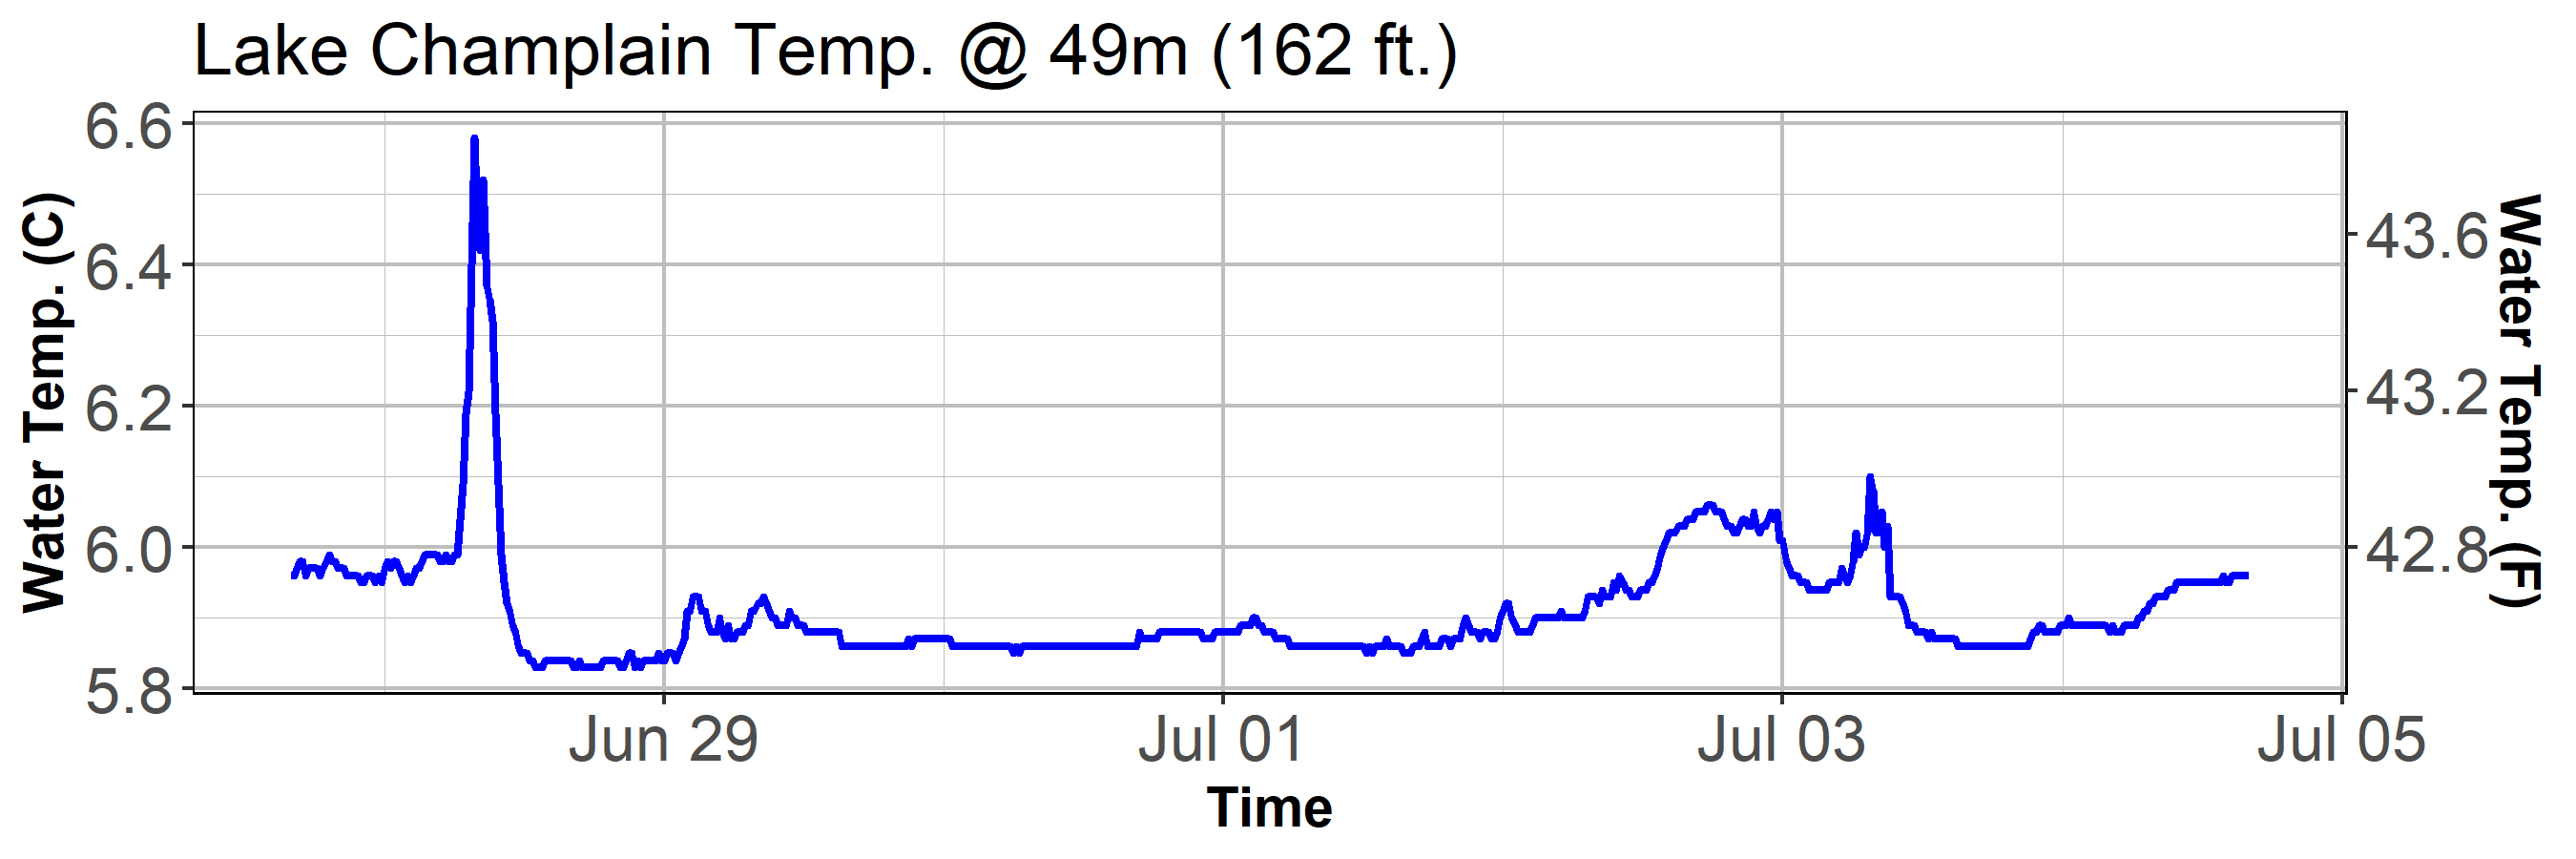 Lake Champlain Temp. @ 49m (162 ft.)
Water Temp. (C)
6.6
6.4
6.2
6.0
5.8
43.6
43.2
42.8
Water Temp. (F)
Jun 29
Jul 01
Jul 03
Jul 05
Time